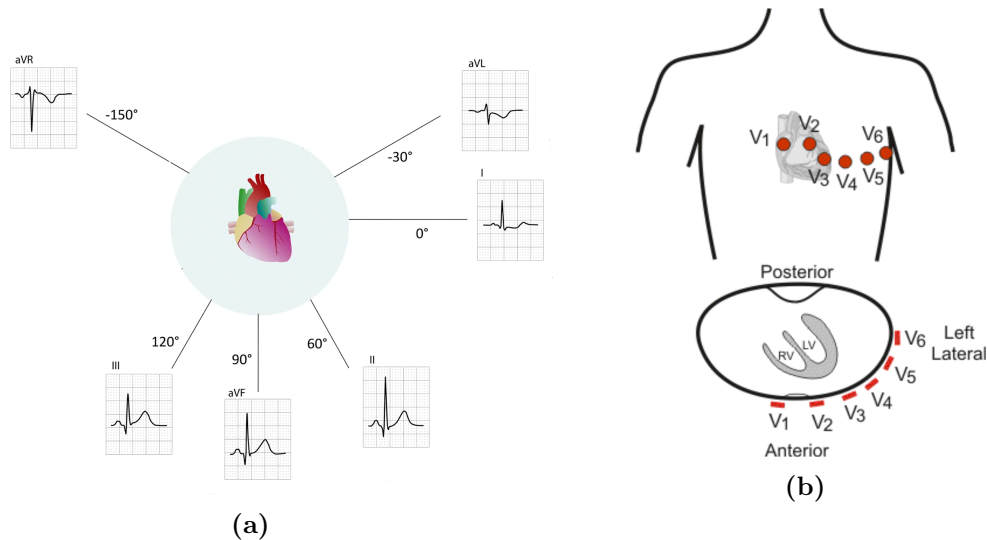 aVR
-150°
aVL
-30°
I
0°
120°
III
90°
aVF
60°
II
(a)
V1
V2
V3
V4
V5
V6
Posterior
RV
LV
V6
Left
Lateral
V5
V4
V3
V2
V1
Anterior
(b)